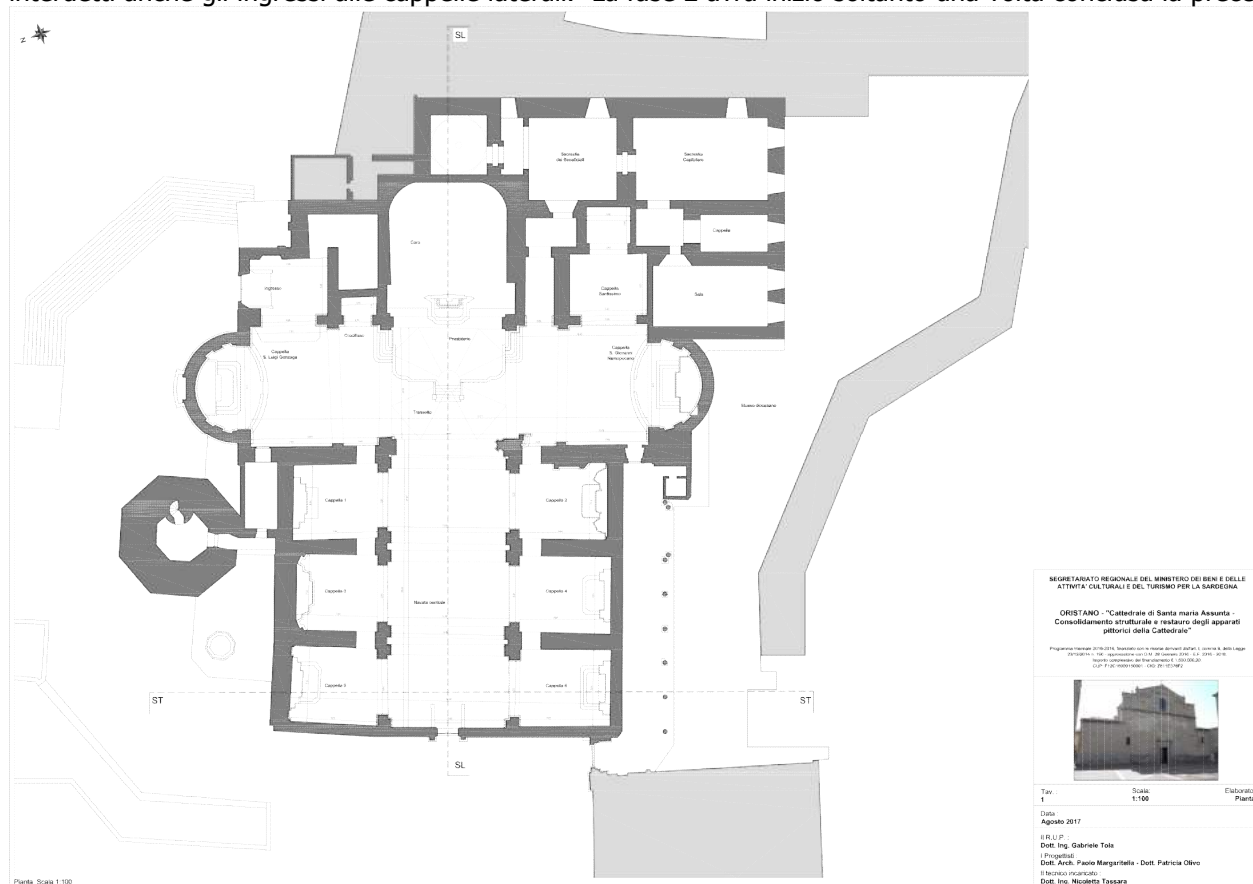 interdetti anche gli ingressi alle cappelle laterali.
La fase 2 avrà inizio soltanto una volta conclusa la
z
SL
Sacrestia
dei Beneficiati
Sacrestia
Capitolare
Cappella
Coro
Ingresso
Cappella
Santissimo
Sala
Crocifisso
Presbiterio
Cappella
S. Luigi Gonzaga
Cappella
S. Giovanni
Nepomuceno
Transetto
Cappella 1
Cappella 2
Cappella 3
Cappella 4
Navata centrale
Cappella 5
Cappella 6
ST
ST
SL
SEGRETARIATO REGIONALE DEL MINISTERO DEI BENI E DELLE
ATTIVITA' CULTURALI E DEL TURISMO PER LA SARDEGNA
ORISTANO - "Cattedrale di Santa maria Assunta -
Consolidamento strutturale e restauro degli apparati
pittorici della Cattedrale"
Tav. :
1
Scala:
1:100
Elaborato
Pianta
Data
Agosto 2017
Il R.U.P. :
Dott. Ing. Gabriele Tola
I Progettisti
Dott. Arch. Paolo Margaritella - Dott. Patricia Olivo
Il tecnico incaricato :
Dott. Ing. Nicoletta Tassara
Pianta Scala 1:100